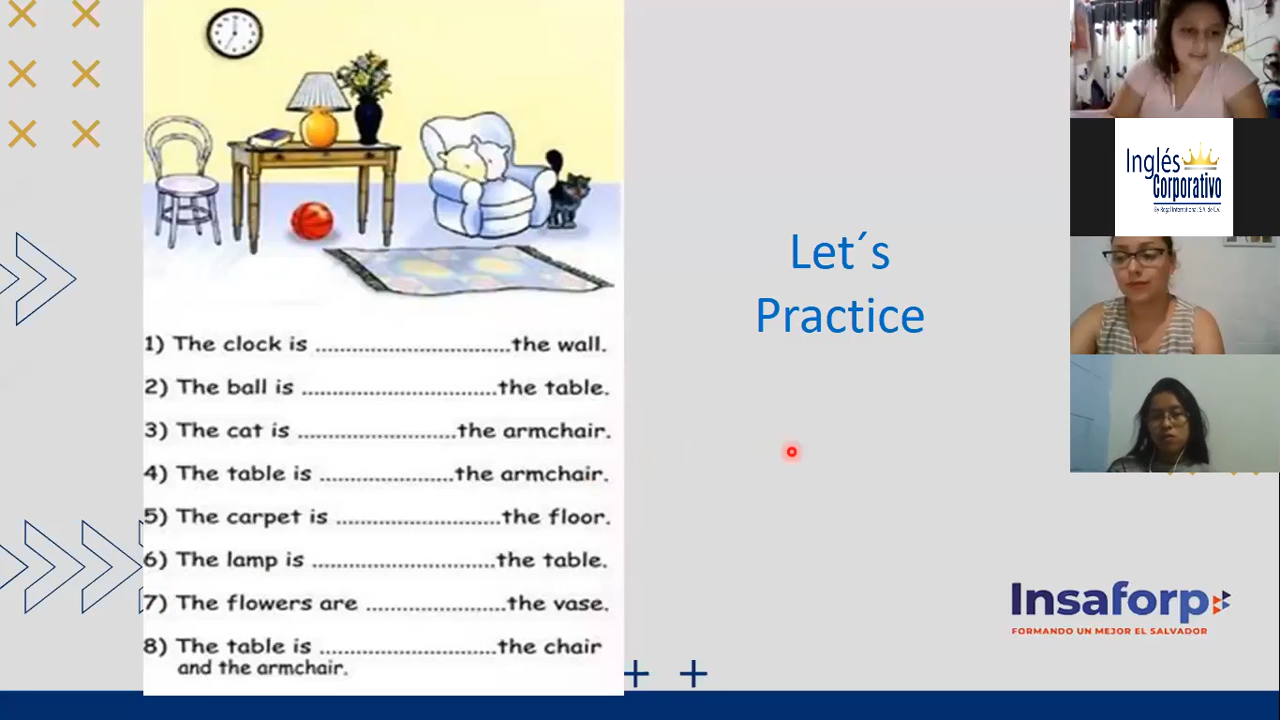 1) The clock is ................................the wall.
2) The ball is ................................the table.
3) The cat is ..........................the armchair.
4) The table is ......................the armchair.
5) The carpet is ...........................the floor.
6) The lamp is ..............................the table.
7) The flowers are .......................the vase.
8) The table is .............................the chair
and the armchair.
Let´s
Practice
Inglés
Corporativo
Insaforp
FORMANDO UN MEJOR EL SALVADOR